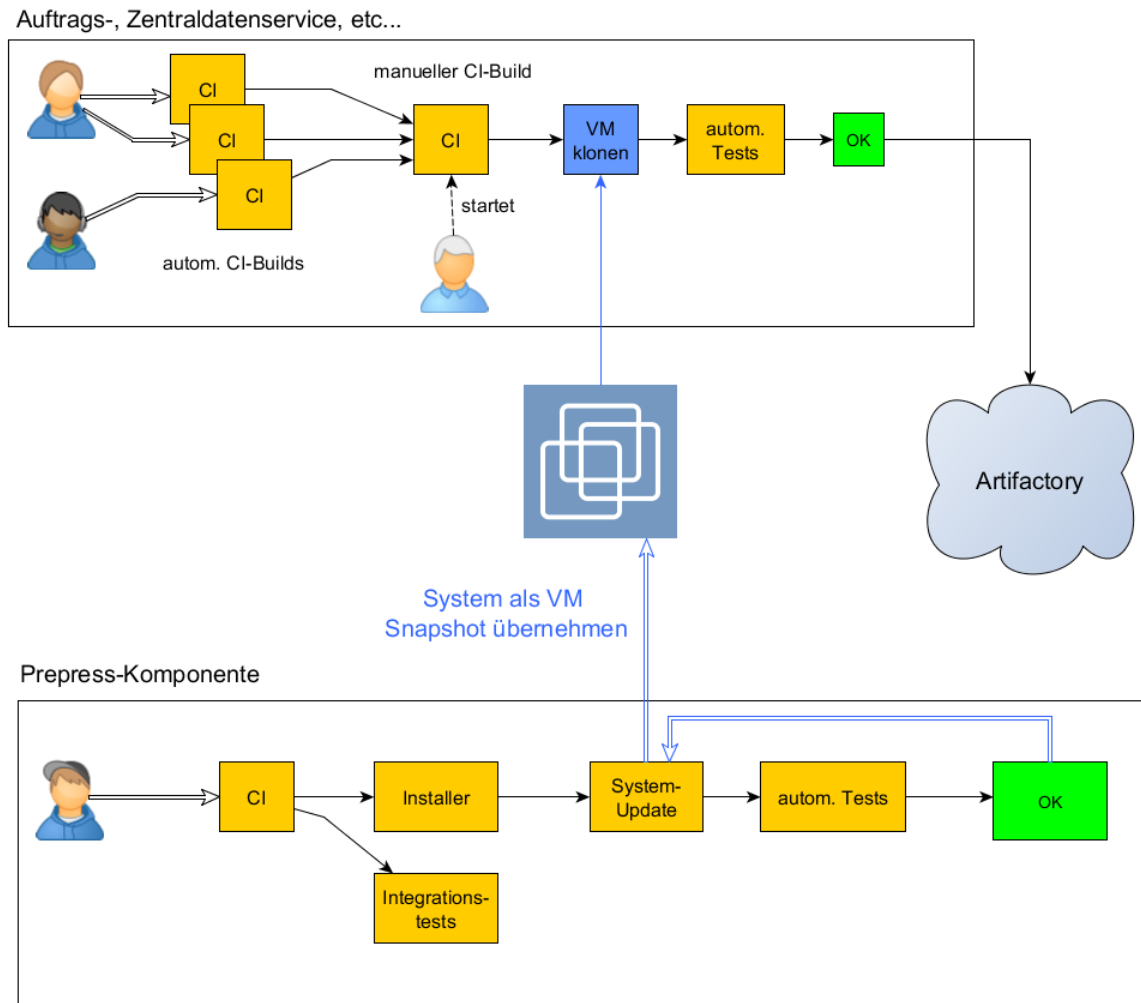 Auftrags-, Zentraldatenservice, etc...
manueller CI-Build
CI
CI
CI
CI
VM
klonen
autom.
Tests
OK
startet
autom. CI-Builds
Artifactory
System als VM
Snapshot übernehmen
Prepress-Komponente
CI
Installer
System-
Update
autom. Tests
OK
Integrations-
tests